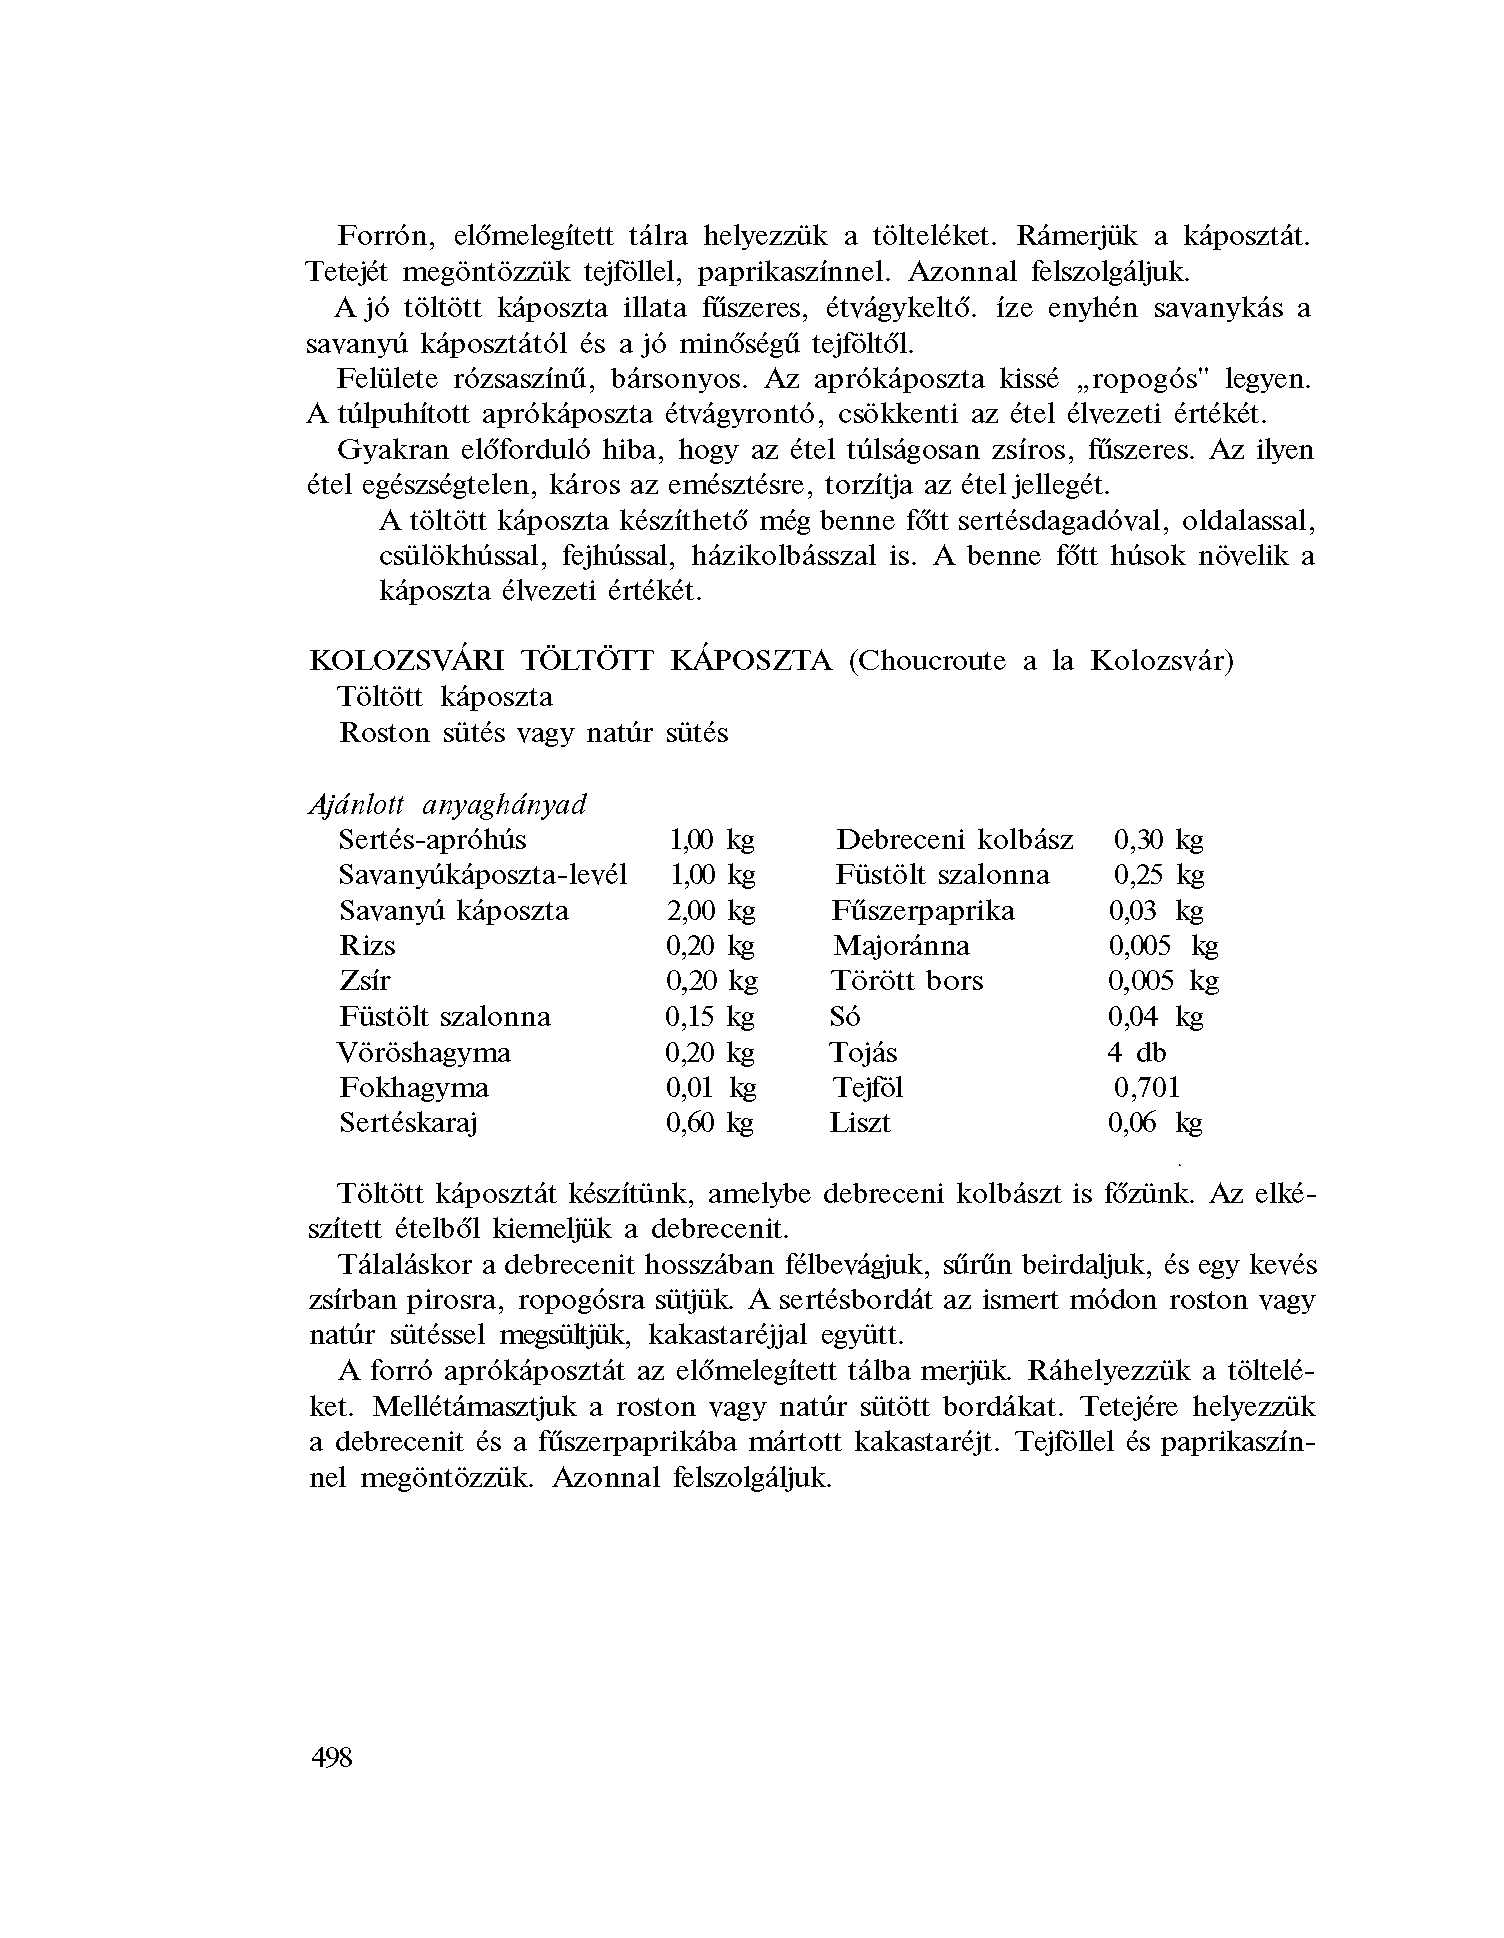 Forrón, előmelegített tálra helyezzük a tölteléket. Rámerjük a káposztát.
Tetejét megöntözzük tejföllel, paprikaszínnel. Azonnal felszolgáljuk.
A jó töltött káposzta illata fűszeres, étvágykeltő. íze enyhén savanykás a
savanyú káposztától és a jó minőségű tejföltől.
Felülete rózsaszínű, bársonyos. Az aprókáposzta kissé „ropogós" legyen.
A túlpuhított aprókáposzta étvágyrontó, csökkenti az étel élvezeti értékét.
Gyakran előforduló hiba, hogy az étel túlságosan zsíros, fűszeres. Az ilyen
étel egészségtelen, káros az emésztésre, torzítja az étel jellegét.
A töltött káposzta készíthető még benne főtt sertésdagadóval, oldalassal,
csülökhússal, fejhússal, házikolbásszal is. A benne főtt húsok növelik a
káposzta élvezeti értékét.
KOLOZSVÁRI TÖLTÖTT KÁPOSZTA (Choucroute a la Kolozsvár)
Töltött káposzta
Roston sütés vagy natúr sütés
Ajánlott anyaghányad
Sertés-apróhús 1,00 kg Debreceni kolbász 0,30 kg
Savanyúkáposzta-levél 1,00 kg Füstölt szalonna 0,25 kg
Savanyú káposzta 2,00 kg Fűszerpaprika 0,03 kg
Rizs 0,20 kg Majoránna 0,005 kg
Zsír 0,20 kg Törött bors 0,005 kg
Füstölt szalonna 0,15 kg Só 0,04 kg
Vöröshagyma 0,20 kg Tojás 4 db
Fokhagyma 0,01 kg Tejföl 0,701
Sertéskaraj 0,60 kg Liszt 0,06 kg
Töltött káposztát készítünk, amelybe debreceni kolbászt is főzünk. Az elké-
szített ételből kiemeljük a debrecenit.
Tálaláskor a debrecenit hosszában félbevágjuk, sűrűn beirdaljuk, és egy kevés
zsírban pirosra, ropogósra sütjük. A sertésbordát az ismert módon roston vagy
natúr sütéssel megsültjük, kakastaréjjal együtt.
A forró aprókáposztát az előmelegített tálba merjük. Ráhelyezzük a töltelé-
ket. Mellétámasztjuk a roston vagy natúr sütött bordákat. Tetejére helyezzük
a debrecenit és a fűszerpaprikába mártott kakastaréjt. Tejföllel és paprikaszín-
nel megöntözzük. Azonnal felszolgáljuk.
498